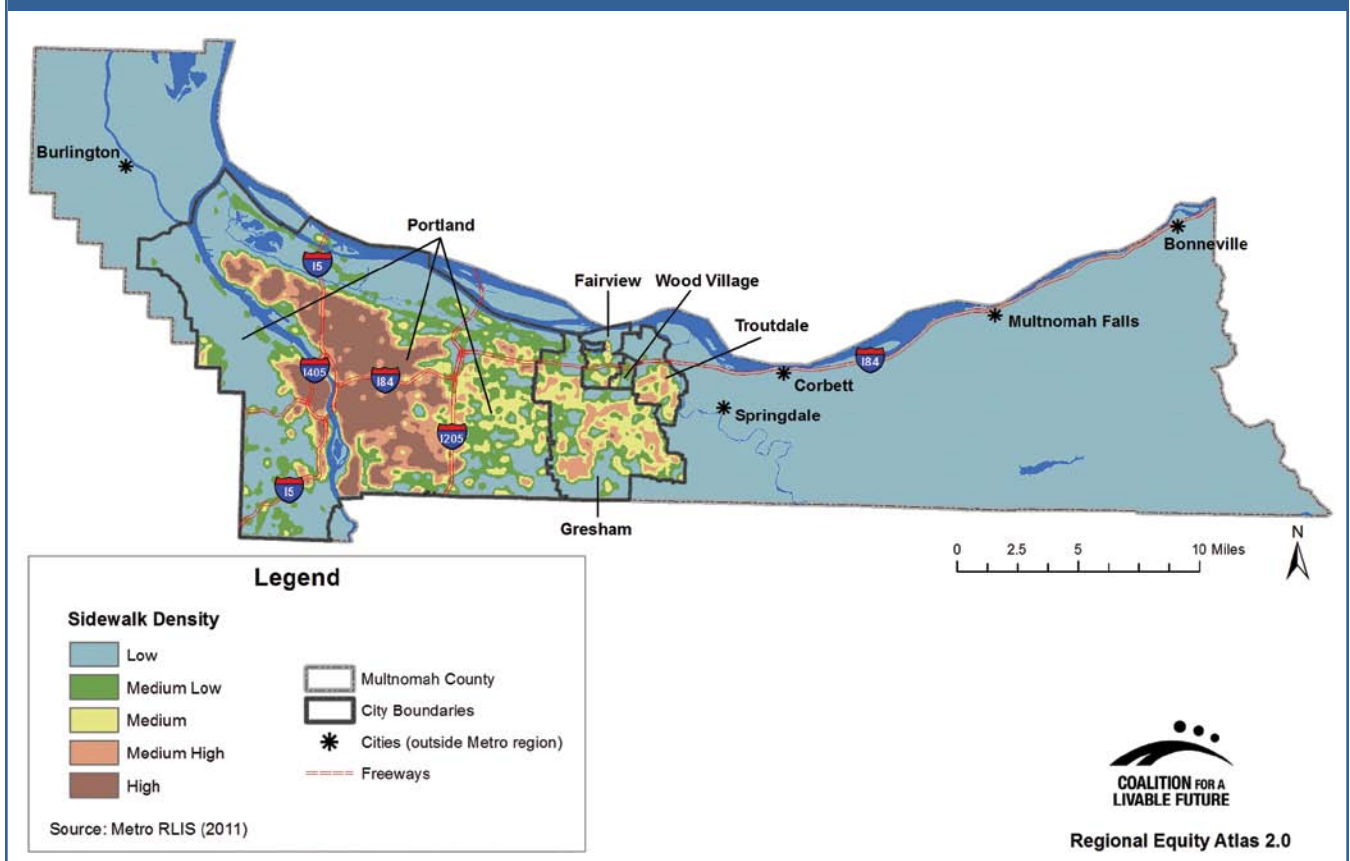 Burlington
Portland
I5
Fairview
Wood Village
Troutdale
Bonneville
Multnomah Falls
I405
I84
I84
Corbett
Springdale
I205
I5
Gresham
N
0 2.5 5 10 Miles
Legend
Sidewalk Density
Low
Medium Low
Medium
Medium High
High
Multnomah County
City Boundaries
Cities (outside Metro region)
Freeways
Source: Metro RLIS (2011)
COALITION FOR A
LIVABLE FUTURE
Regional Equity Atlas 2.0